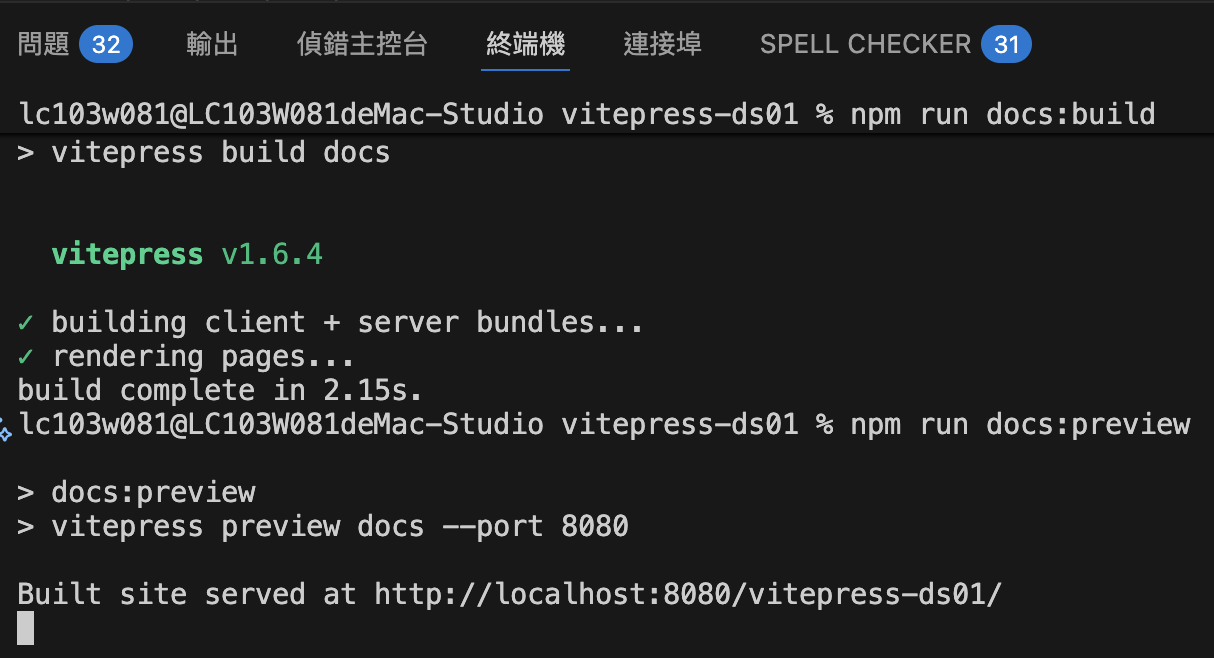 問題 32 輸出 偵錯主控台 終端機 連接埠 SPELL CHECKER 31
lc103w081@LC103W081deMac-Studio vitepress-ds01 % npm run docs:build
> vitepress build docs
vitepress v1.6.4
✓ building client + server bundles...
✓ rendering pages...
build complete in 2.15s.
lc103w081@LC103W081deMac-Studio vitepress-ds01 % npm run docs:preview
> docs:preview
> vitepress preview docs --port 8080
Built site served at http://localhost:8080/vitepress-ds01/